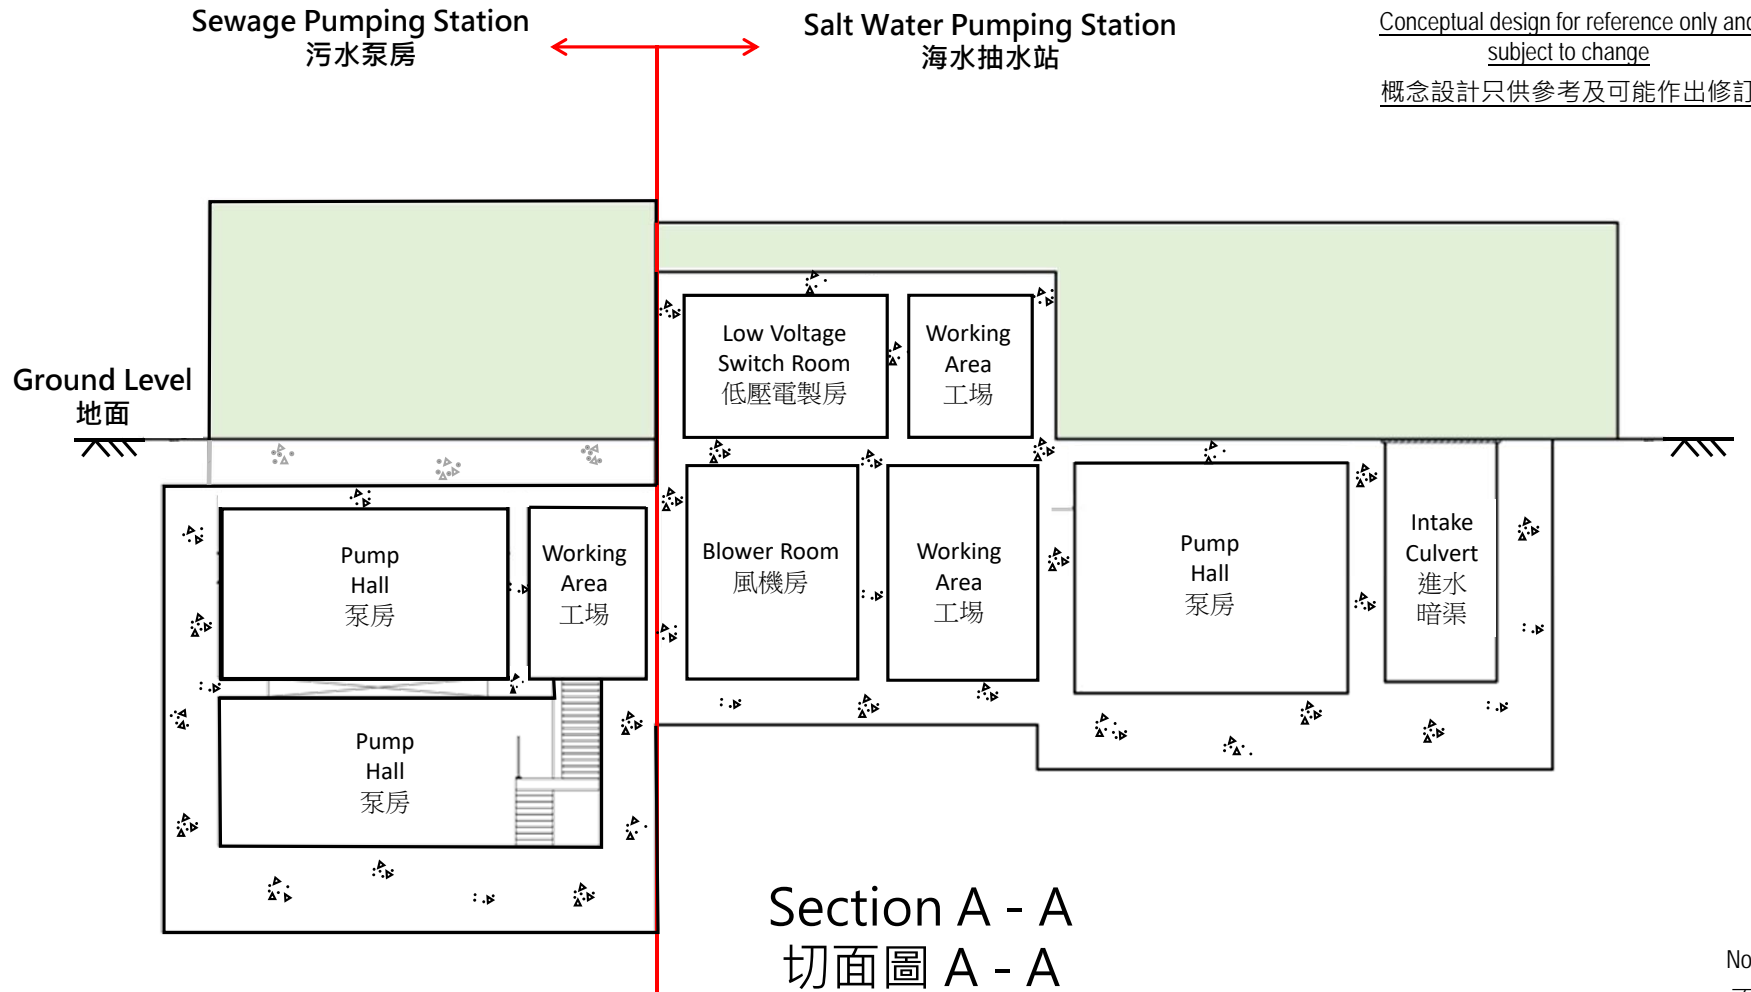 Sewage Pumping Station
污水泵房
Salt Water Pumping Station
海水抽水站
Conceptual design for reference only and
subject to change
概念設計只供參考及可能作出修訂
Ground Level
地面
Low Voltage
Switch Room
低壓電製房
Working
Area
工場
Pump
Hall
泵房
Working
Area
工場
Blower Room
風機房
Working
Area
工場
Pump
Hall
泵房
Intake
Culvert
進水
暗渠
Pump
Hall
泵房
Section A - A
切面圖 A - A
No